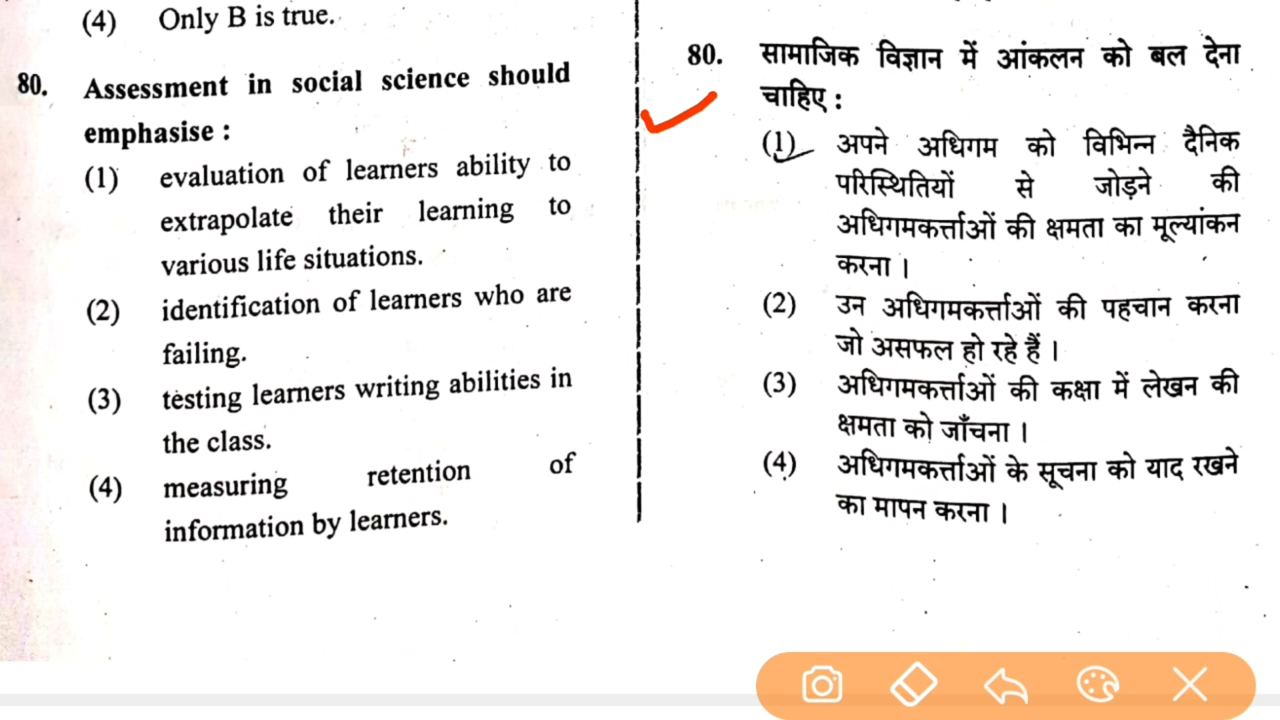 (4) Only B is true.
80. Assessment in social science should
emphasise :
(1) evaluation of learners ability to
extrapolate their learning to
various life situations.
(2) identification of learners who are
failing.
(3) testing learners writing abilities in
the class.
(4) measuring retention of
information by learners.
80. सामाजिक विज्ञान में आंकलन को बल देना
चाहिए :
(1) अपने अधिगम को विभिन्न दैनिक
परिस्थितियों से जोड़ने की
अधिगमकर्त्ताओं की क्षमता का मूल्यांकन
करना ।
(2) उन अधिगमकर्त्ताओं की पहचान करना
जो असफल हो रहे हैं ।
(3) अधिगमकर्त्ताओं की कक्षा में लेखन की
क्षमता को जाँचना ।
(4) अधिगमकर्त्ताओं के सूचना को याद रखने
का मापन करना ।